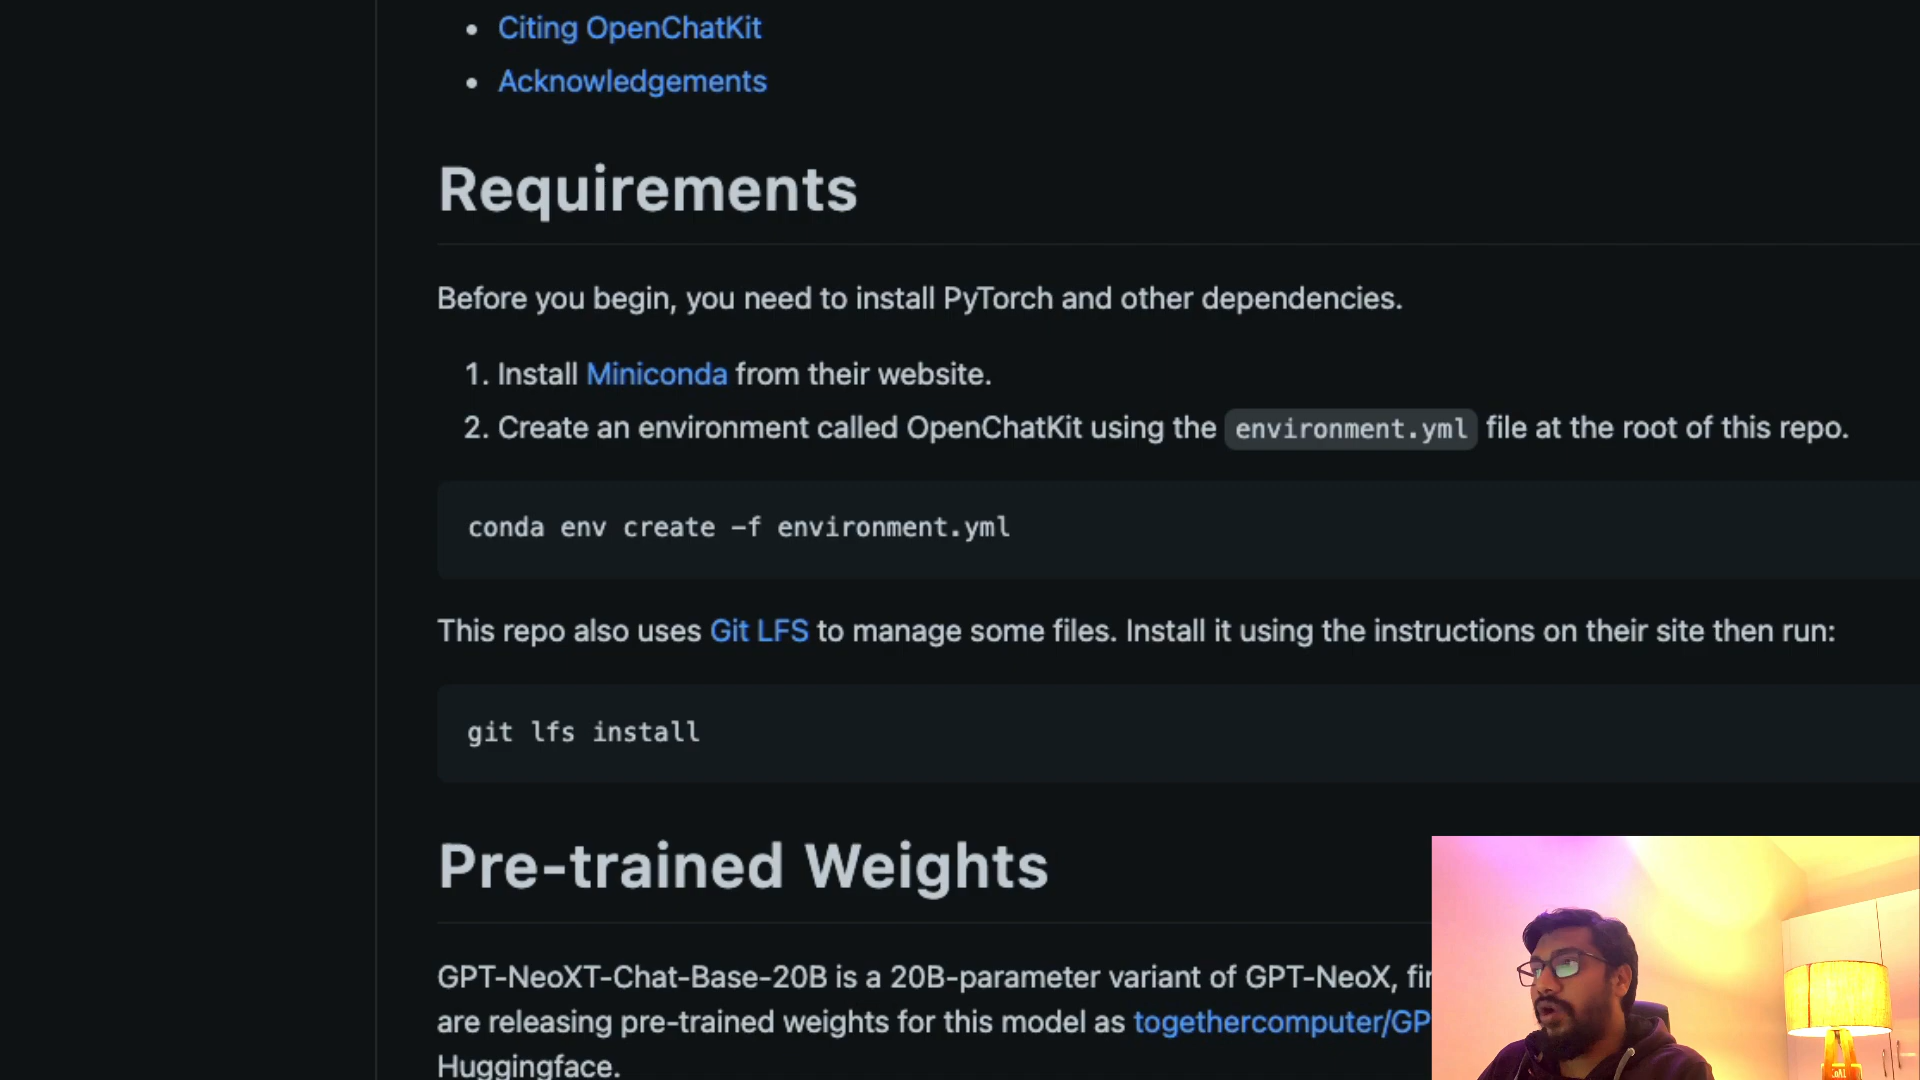 Citing OpenChatKit
Acknowledgements
Requirements
Before you begin, you need to install PyTorch and other dependencies.
1. Install Miniconda from their website.
2. Create an environment called OpenChatKit using the environment.yml file at the root of this repo.
conda env create -f environment.yml
This repo also uses Git LFS to manage some files. Install it using the instructions on their site then run:
git lfs install
Pre-trained Weights
GPT-NeoXT-Chat-Base-20B is a 20B-parameter variant of GPT-NeoX,
are releasing pre-trained weights for this model as togethercomputer/GP
Huggingface.